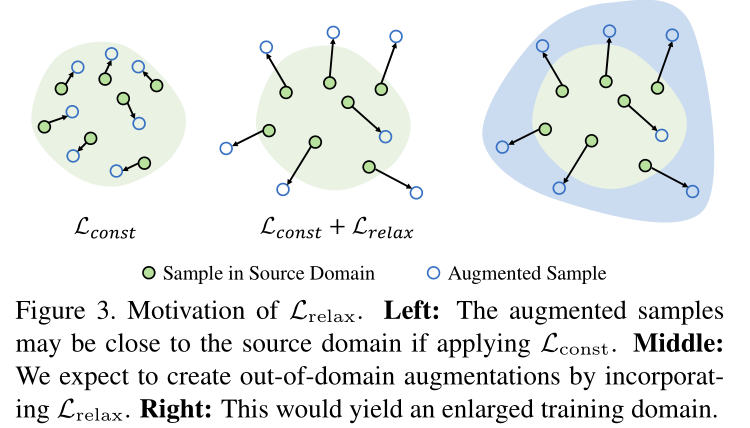 ℒconst
ℒconst + ℒrelax
Sample in Source Domain
Augmented Sample
Figure 3. Motivation of ℒrelax. Left: The augmented samples
may be close to the source domain if applying ℒconst. Middle:
We expect to create out-of-domain augmentations by incorporat-
ing ℒrelax. Right: This would yield an enlarged training domain.